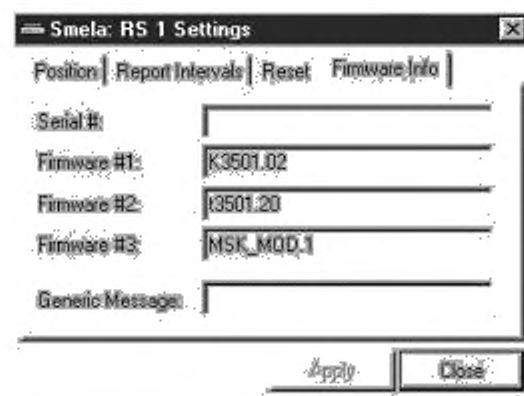 Smela: RS 1 Settings
Position Report Intervals Reset Firmware Info
Serial #:
Firmware #1: K3501.02
Firmware #2: t3501.20
Firmware #3: MSK_MOD.1
Generic Message:
Apply Close